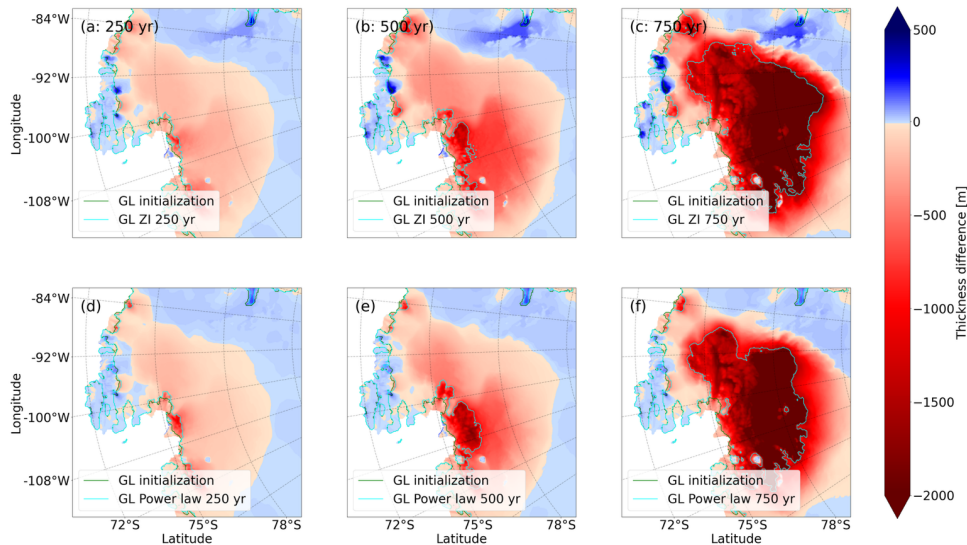 (a: 250 yr)
(b: 500 yr)
(c: 750 yr)
-84°W
-92°W
-100°W
-108°W
Longitude
GL initialization
GL ZI 250 yr
GL initialization
GL ZI 500 yr
GL initialization
GL ZI 750 yr
(d)
(e)
(f)
-84°W
-92°W
-100°W
-108°W
Longitude
GL initialization
GL Power law 250 yr
GL initialization
GL Power law 500 yr
GL initialization
GL Power law 750 yr
72°S 75°S 78°S
72°S 75°S 78°S
72°S 75°S 78°S
Latitude
Latitude
Latitude
500
0
−500
−1000
−1500
−2000
Thickness difference [m]